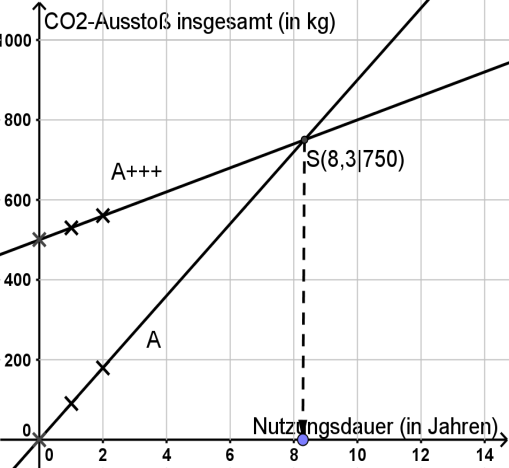 CO2-Ausstoß insgesamt (in kg)
1000
800
A+++
S(8,3|750)
600
400
A
200
Nutzungsdauer (in Jahren)
0
0 2 4 6 8 10 12 14